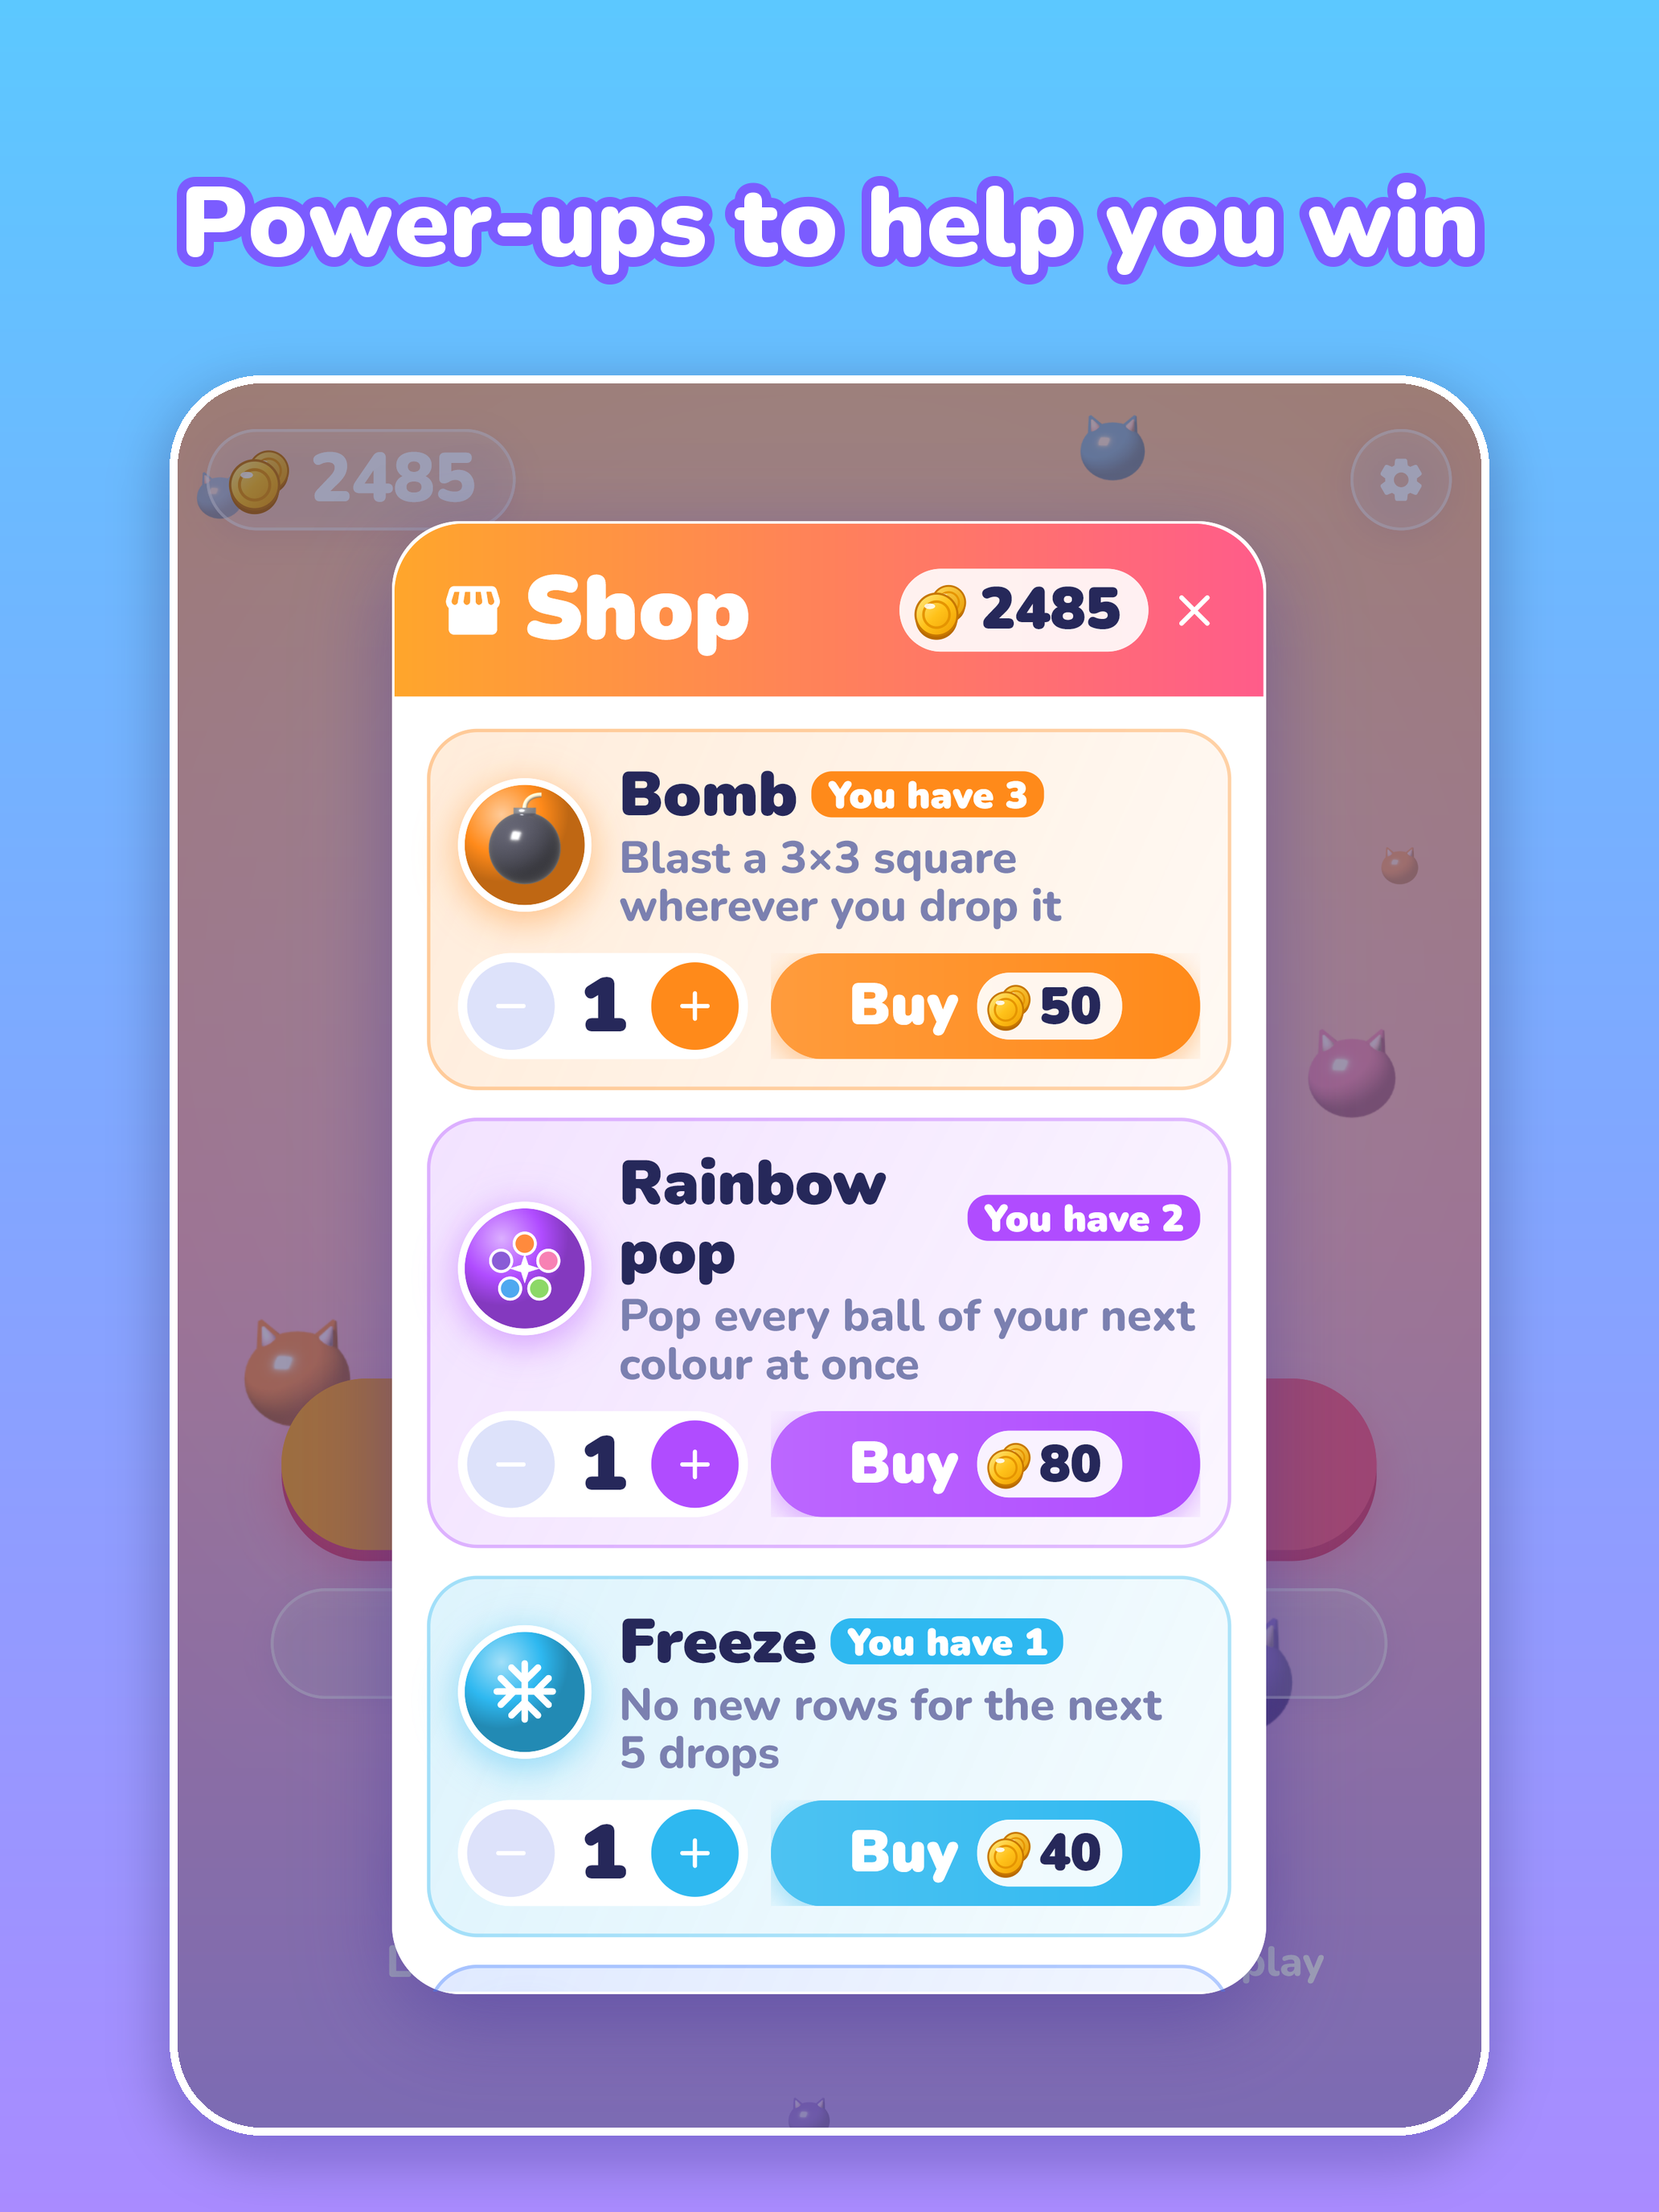 Power-ups to help you win
2485
Shop
2485
Bomb You have 3
Blast a 3×3 square
wherever you drop it
1
Buy 50
Rainbow
pop
You have 2
Pop every ball of your next
colour at once
1
Buy 80
Freeze You have 1
No new rows for the next
5 drops
1
Buy 40
play